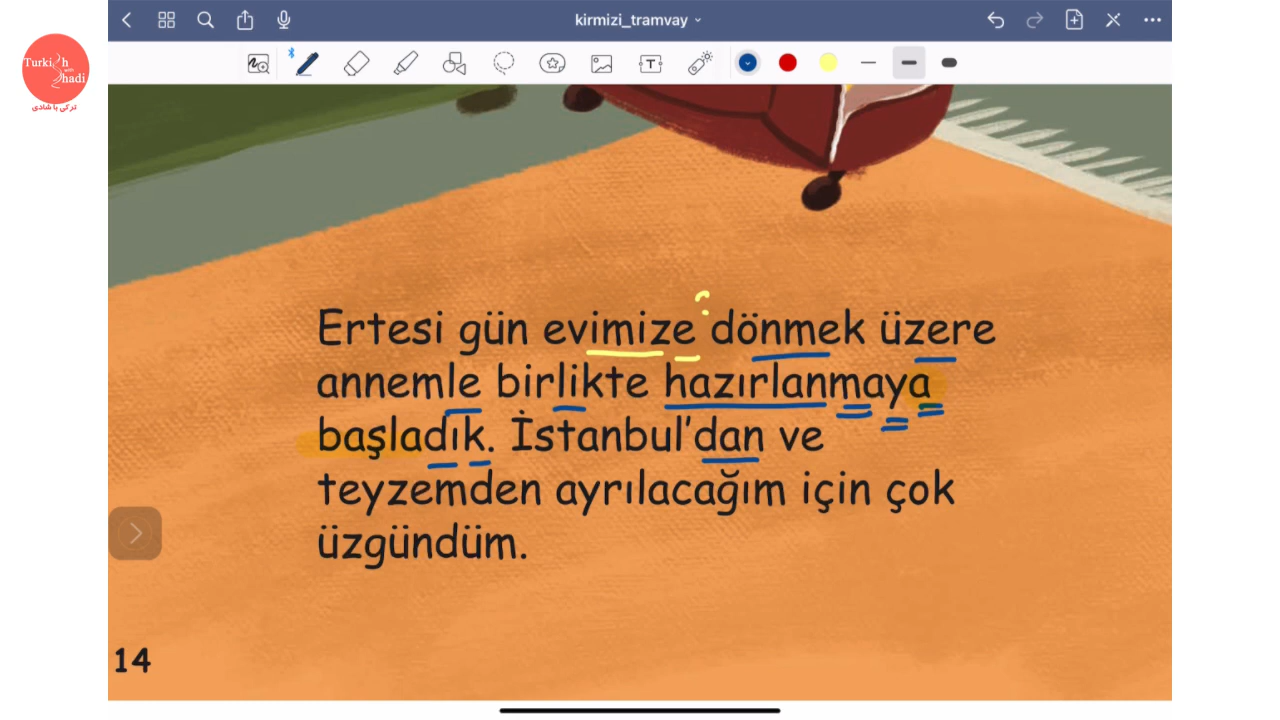 kirmizi_tramvay
Turkish
with
Shadi
ترکی با شادی
T
Ertesi gün evimize dönmek üzere
annemle birlikte hazırlanmaya
başladık. İstanbul'dan ve
teyzemden ayrılacağım için çok
üzgündüm.
14